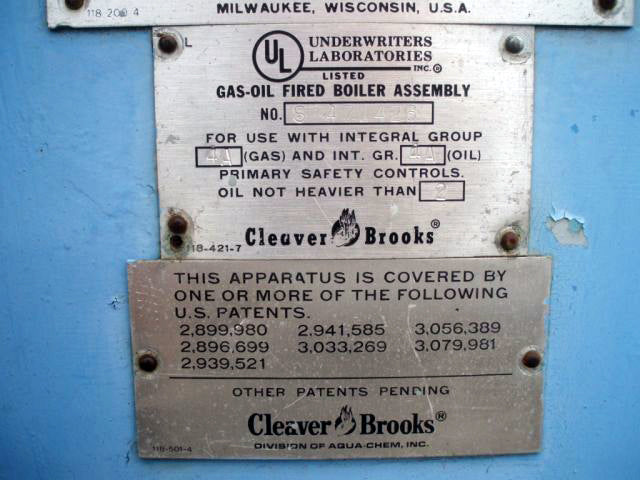 118 200 4
MILWAUKEE, WISCONSIN, U.S.A.
L
UL UNDERWRITERS
LABORATORIES
INC.®
LISTED
GAS-OIL FIRED BOILER ASSEMBLY
NO.
FOR USE WITH INTEGRAL GROUP
4A (GAS) AND INT. GR. 4A (OIL)
PRIMARY SAFETY CONTROLS.
OIL NOT HEAVIER THAN 2
118-421-7 Cleaver Brooks®
THIS APPARATUS IS COVERED BY
ONE OR MORE OF THE FOLLOWING
U.S. PATENTS.
2,899,980 2,941,585 3,056,389
2,896,699 3,033,269 3,079,981
2,939,521
OTHER PATENTS PENDING
Cleaver Brooks®
118-501-4 DIVISION OF AQUA-CHEM, INC.